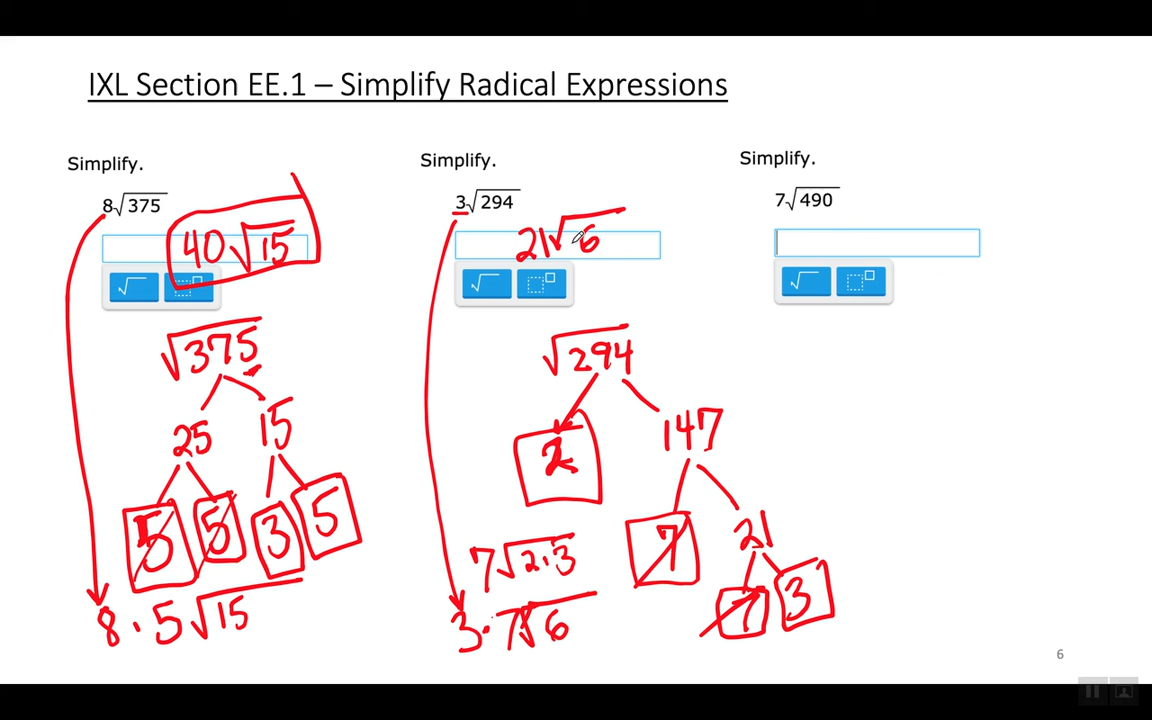 IXL Section EE.1 – Simplify Radical Expressions
Simplify.
8√375
40√15
√
√375
25 15
5 5 3 5
8 · 5√15
Simplify.
3√294
21√6
√
√294
2 147
7 21
7 3
7√2·3
3·7√6
Simplify.
7√490
√
6